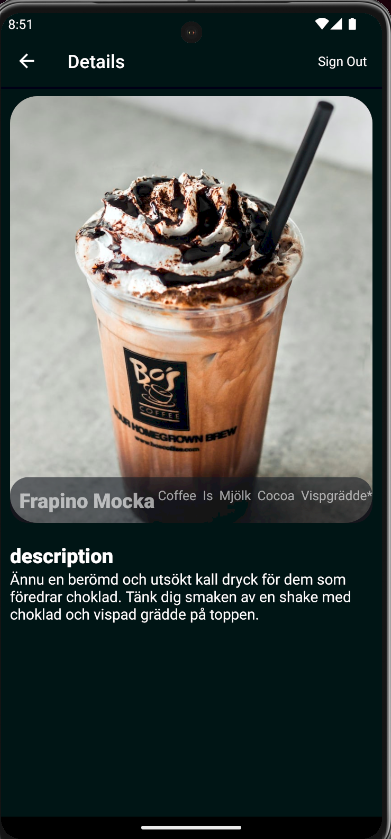 8:51
Details
Sign Out
Bo's
COFFEE
YOUR HOMEGROWN BREW
Frapino Mocka Coffee Is Mjölk Cocoa Vispgrädde*
description
Ännu en berömd och utsökt kall dryck för dem som
föredrar choklad. Tänk dig smaken av en shake med
choklad och vispad grädde på toppen.